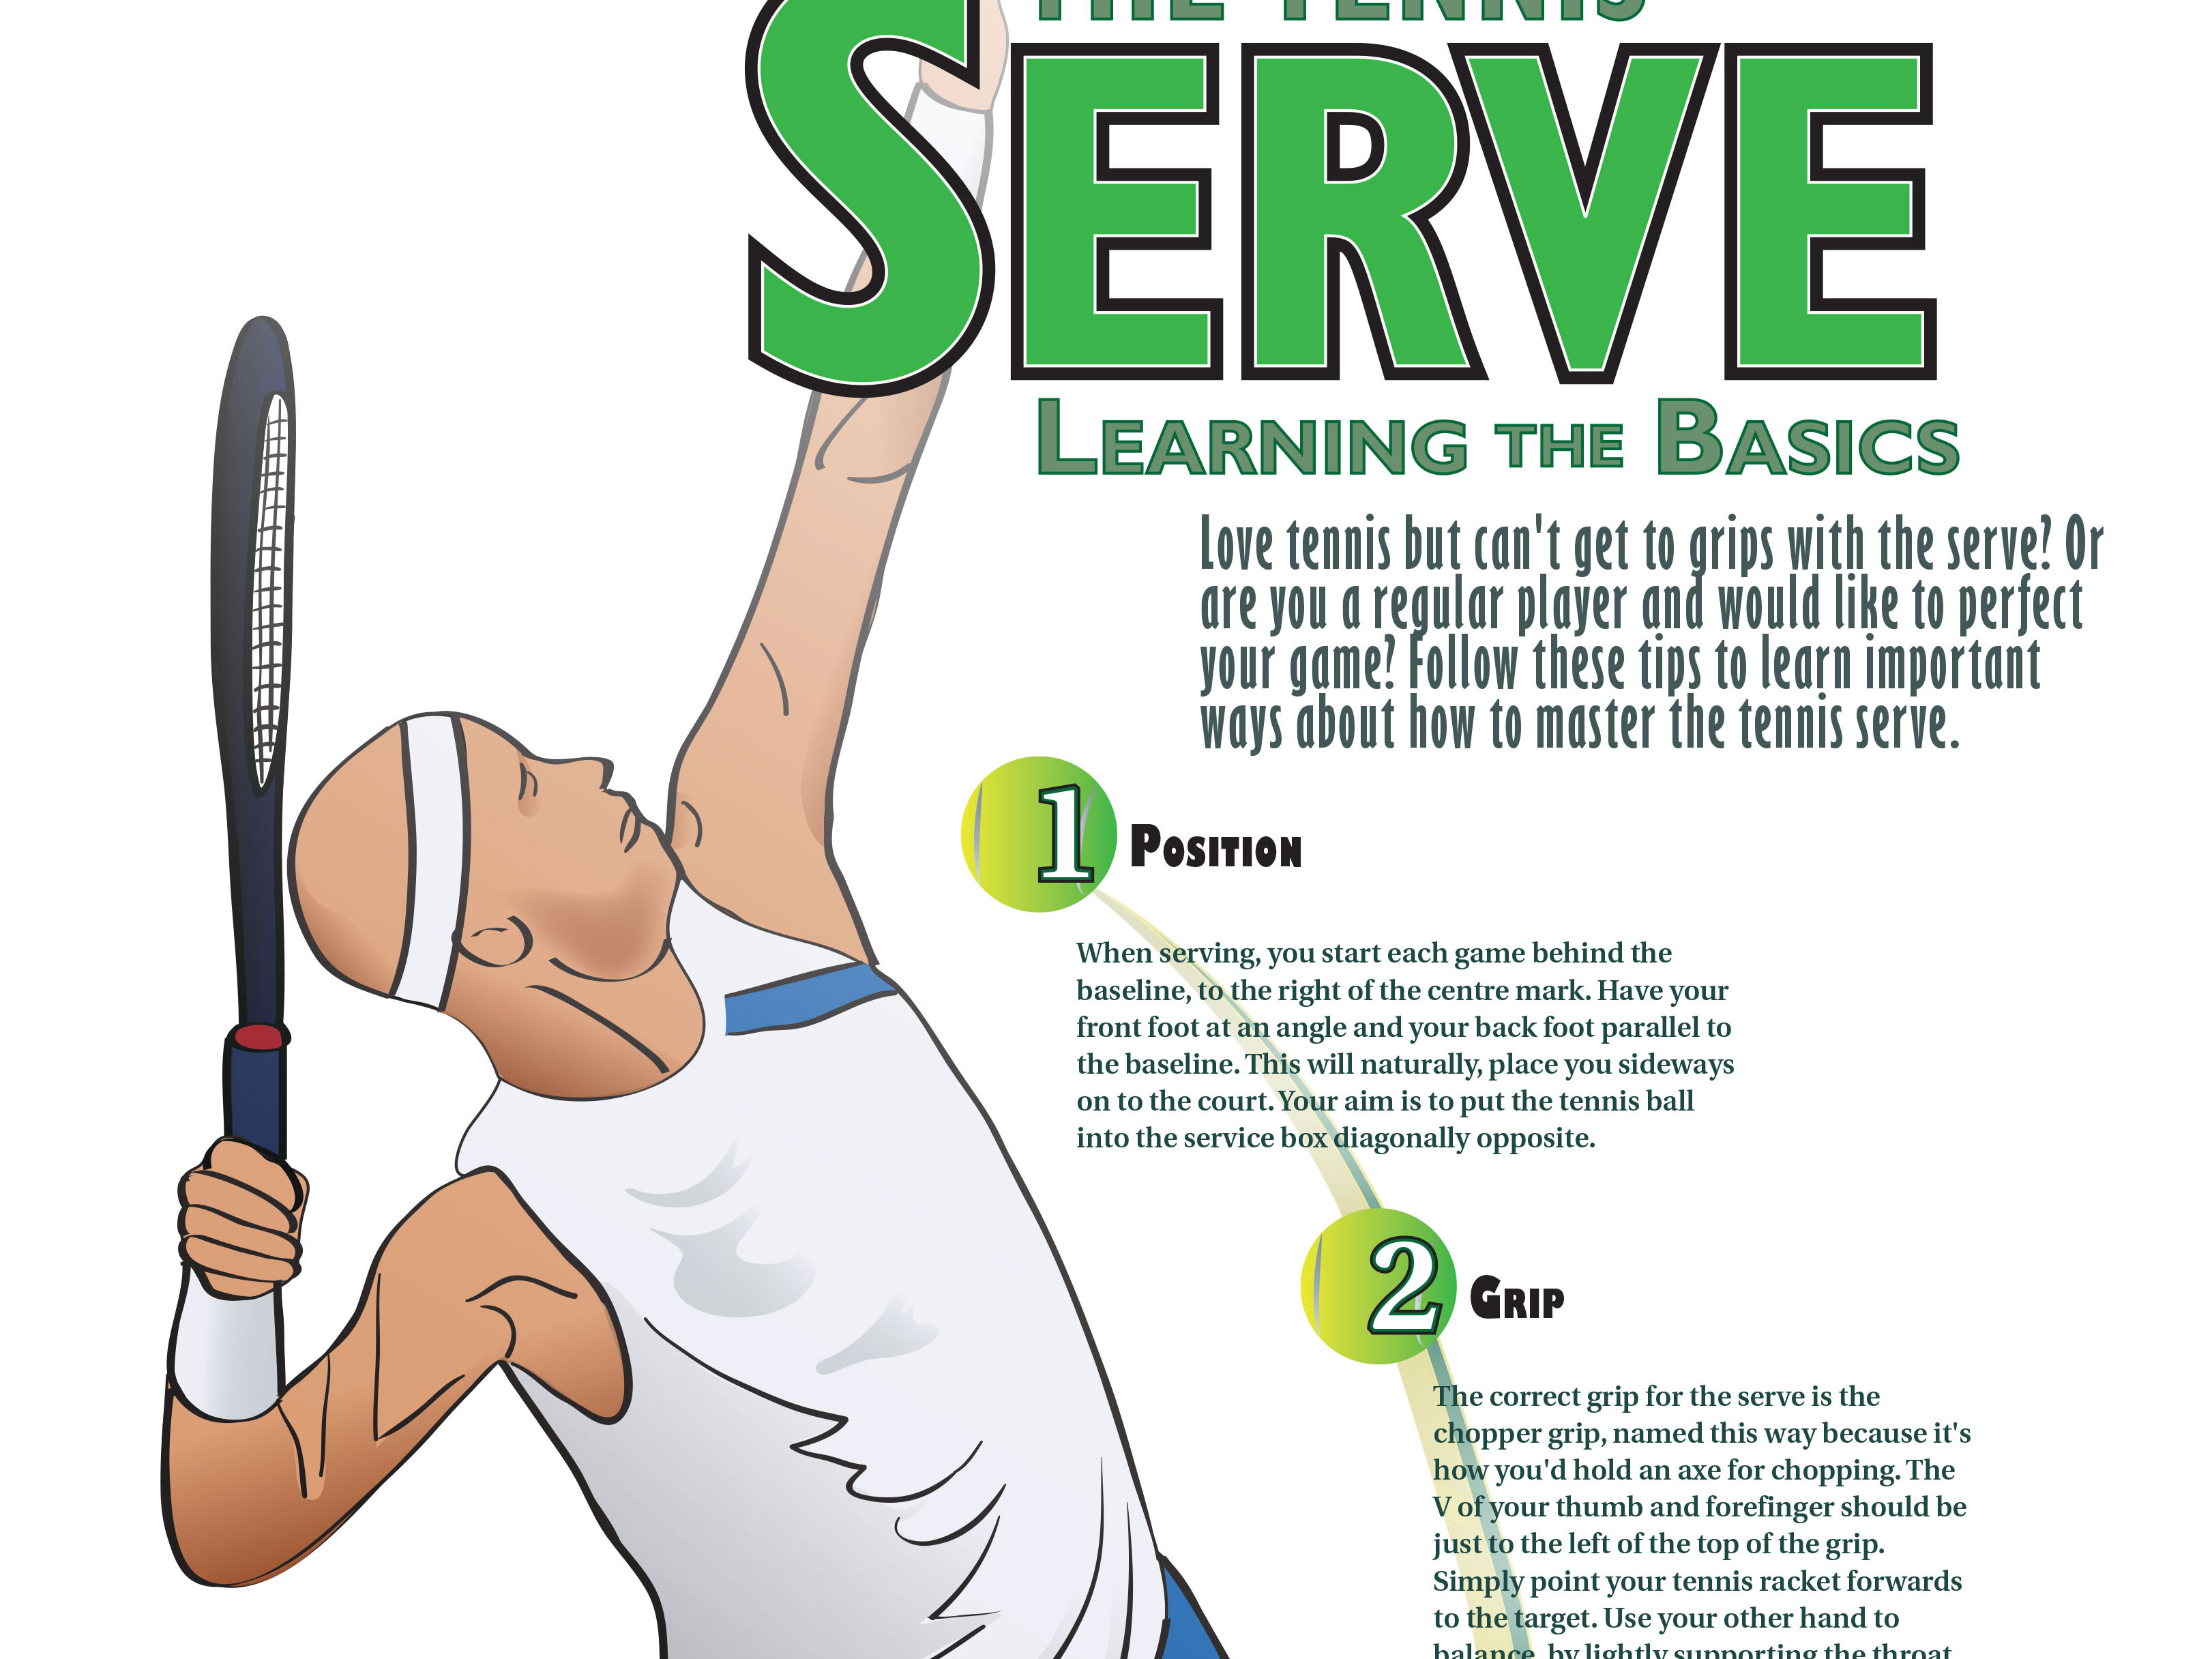 THE TENNIS
SERVE
LEARNING THE BASICS
Love tennis but can't get to grips with the serve? Or
are you a regular player and would like to perfect
your game? Follow these tips to learn important
ways about how to master the tennis serve.
1 POSITION
When serving, you start each game behind the
baseline, to the right of the centre mark. Have your
front foot at an angle and your back foot parallel to
the baseline. This will naturally, place you sideways
on to the court. Your aim is to put the tennis ball
into the service box diagonally opposite.
2 GRIP
The correct grip for the serve is the
chopper grip, named this way because it's
how you'd hold an axe for chopping. The
V of your thumb and forefinger should be
just to the left of the top of the grip.
Simply point your tennis racket forwards
to the target. Use your other hand to
balance, by lightly supporting the throat